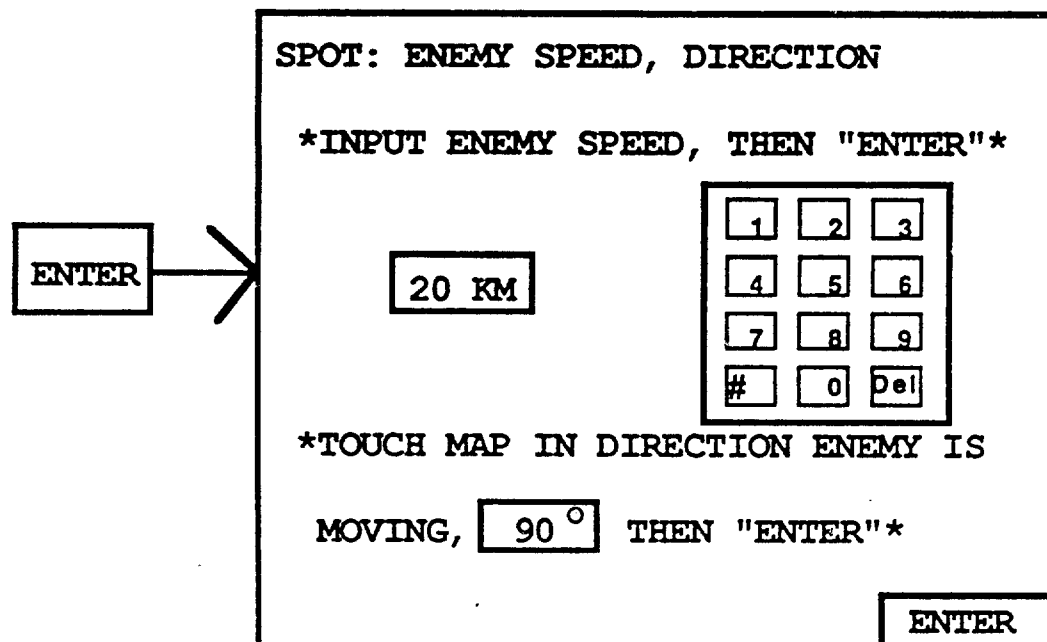 SPOT: ENEMY SPEED, DIRECTION
*INPUT ENEMY SPEED, THEN "ENTER"*
1 2 3
ENTER
20 KM
4 5 6
7 8 9
# 0 Del
*TOUCH MAP IN DIRECTION ENEMY IS
MOVING, 90° THEN "ENTER"*
ENTER